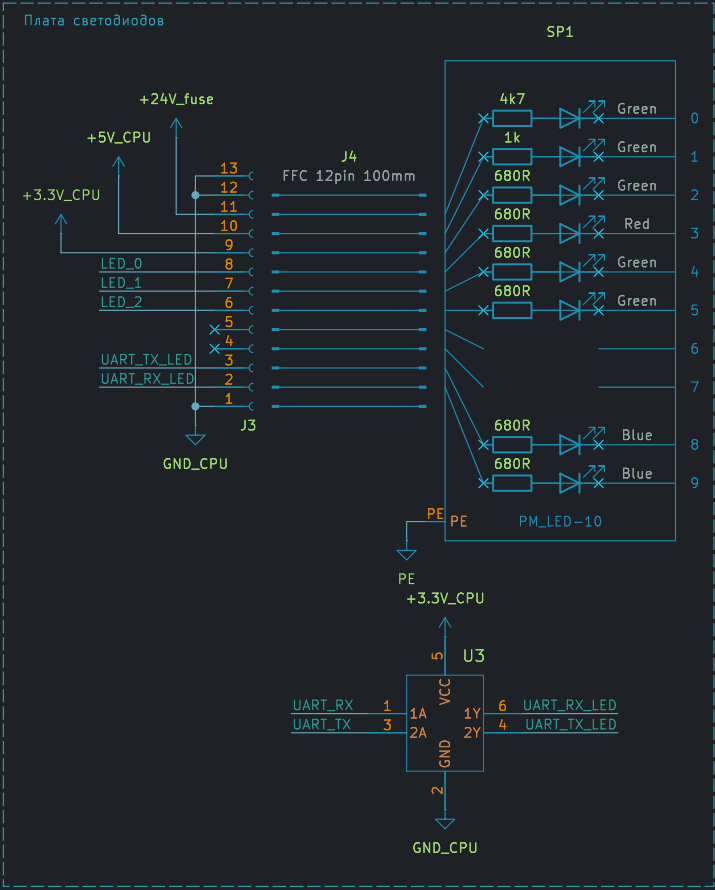 Плата светодиодов
SP1
+24V_fuse
4k7
Green
0
+5V_CPU
1k
Green
1
J4
13
FFC 12pin 100mm
680R
Green
2
+3.3V_CPU
12
11
680R
Red
3
10
9
680R
Green
4
LED_0
8
LED_1
7
680R
Green
5
LED_2
6
5
4
6
UART_TX_LED
3
UART_RX_LED
2
7
1
J3
680R
Blue
8
GND_CPU
680R
Blue
9
PE
PE
PM_LED-10
PE
+3.3V_CPU
5
U3
VCC
UART_RX
1
1A
1Y
6
UART_RX_LED
UART_TX
3
2A
2Y
4
UART_TX_LED
GND
2
GND_CPU